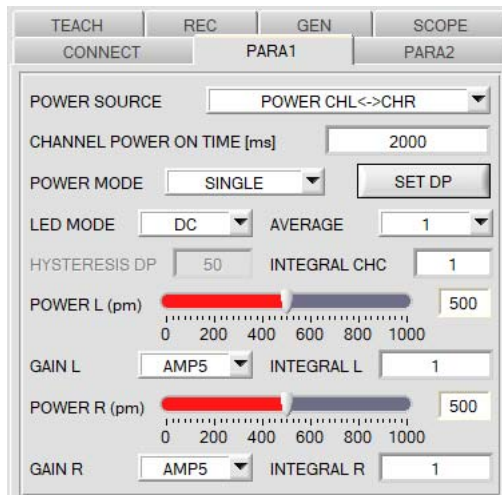 TEACH REC GEN SCOPE
CONNECT PARA1 PARA2
POWER SOURCE POWER CHL<->CHR
CHANNEL POWER ON TIME [ms] 2000
POWER MODE SINGLE SET DP
LED MODE DC AVERAGE 1
HYSTERESIS DP 50 INTEGRAL CHC 1
POWER L (pm) 500
0 200 400 600 800 1000
GAIN L AMP5 INTEGRAL L 1
POWER R (pm) 500
0 200 400 600 800 1000
GAIN R AMP5 INTEGRAL R 1